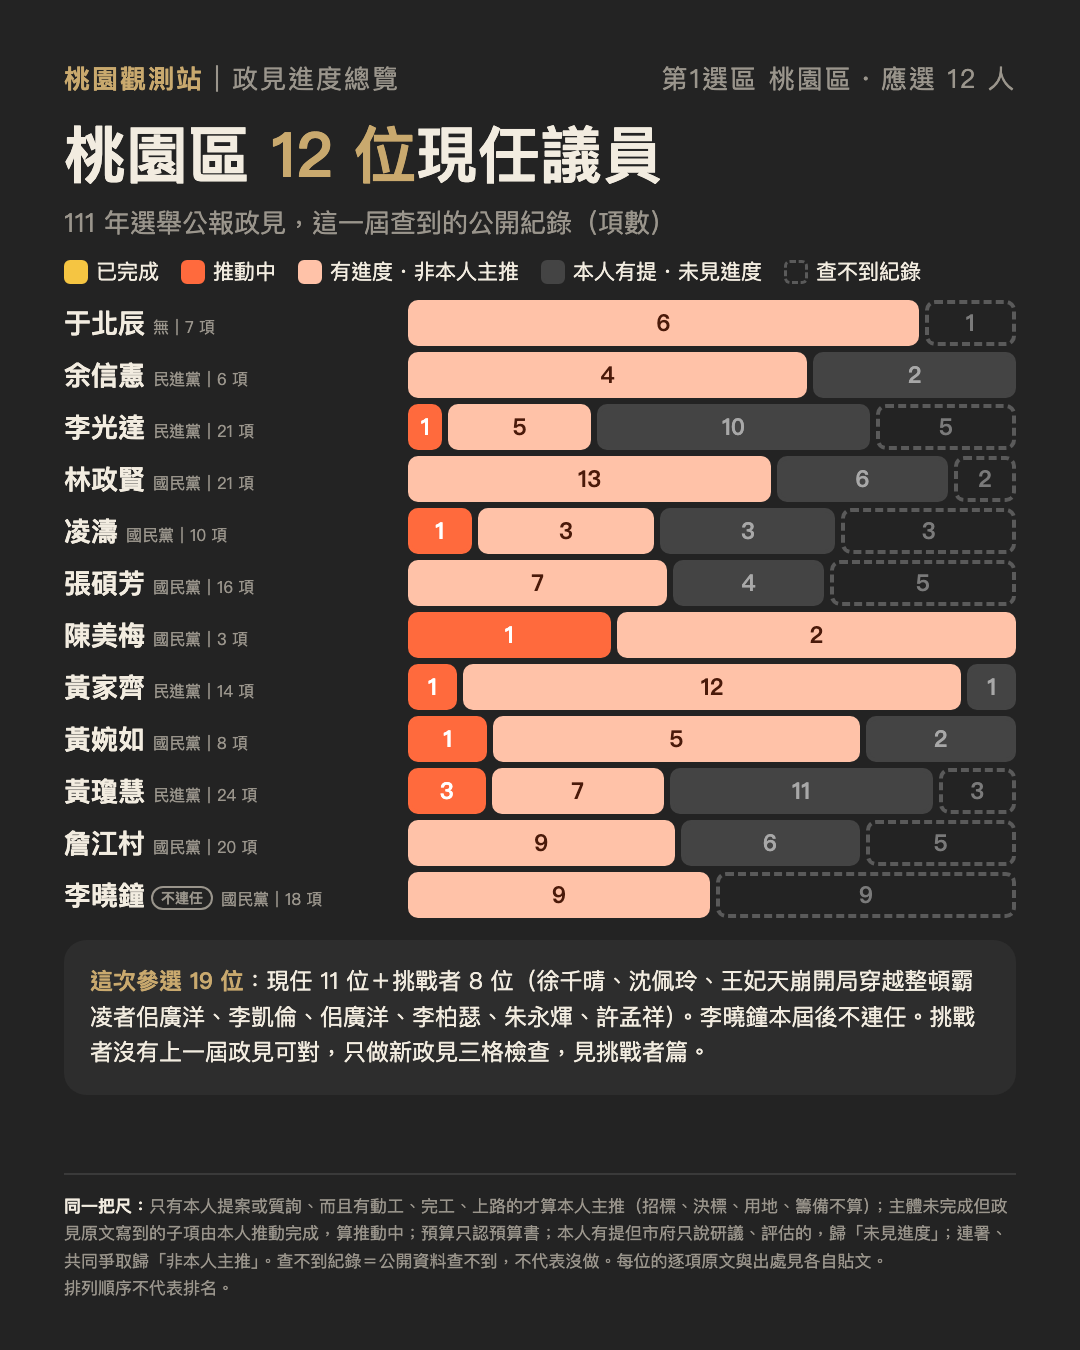 桃園觀測站｜政見進度總覽
第1選區 桃園區・應選 12 人
桃園區 12 位現任議員
111 年選舉公報政見，這一屆查到的公開紀錄（項數）
已完成 推動中 有進度・非本人主推 本人有提・未見進度 查不到紀錄
于北辰 無｜7 項 6 1
余信憲 民進黨｜6 項 4 2
李光達 民進黨｜21 項 1 5 10 5
林政賢 國民黨｜21 項 13 6 2
凌濤 國民黨｜10 項 1 3 3 3
張碩芳 國民黨｜16 項 7 4 5
陳美梅 國民黨｜3 項 1 2
黃家齊 民進黨｜14 項 1 12 1
黃婉如 國民黨｜8 項 1 5 2
黃瓊慧 民進黨｜24 項 3 7 11 3
詹江村 國民黨｜20 項 9 6 5
李曉鐘 不連任 國民黨｜18 項 9 9
這次參選 19 位：現任 11 位＋挑戰者 8 位（徐千晴、沈佩玲、王妃天崩開局穿越整頓霸
凌者佀廣洋、李凱倫、佀廣洋、李柏瑟、朱永煇、許孟祥）。李曉鐘本屆後不連任。挑戰
者沒有上一屆政見可對，只做新政見三格檢查，見挑戰者篇。
同一把尺：只有本人提案或質詢、而且有動工、完工、上路的才算本人主推（招標、決標、用地、籌備不算）；主體未完成但政
見原文寫到的子項由本人推動完成，算推動中；預算只認預算書；本人有提但市府只說研議、評估的，歸「未見進度」；連署、
共同爭取歸「非本人主推」。查不到紀錄＝公開資料查不到，不代表沒做。每位的逐項原文與出處見各自貼文。
排列順序不代表排名。